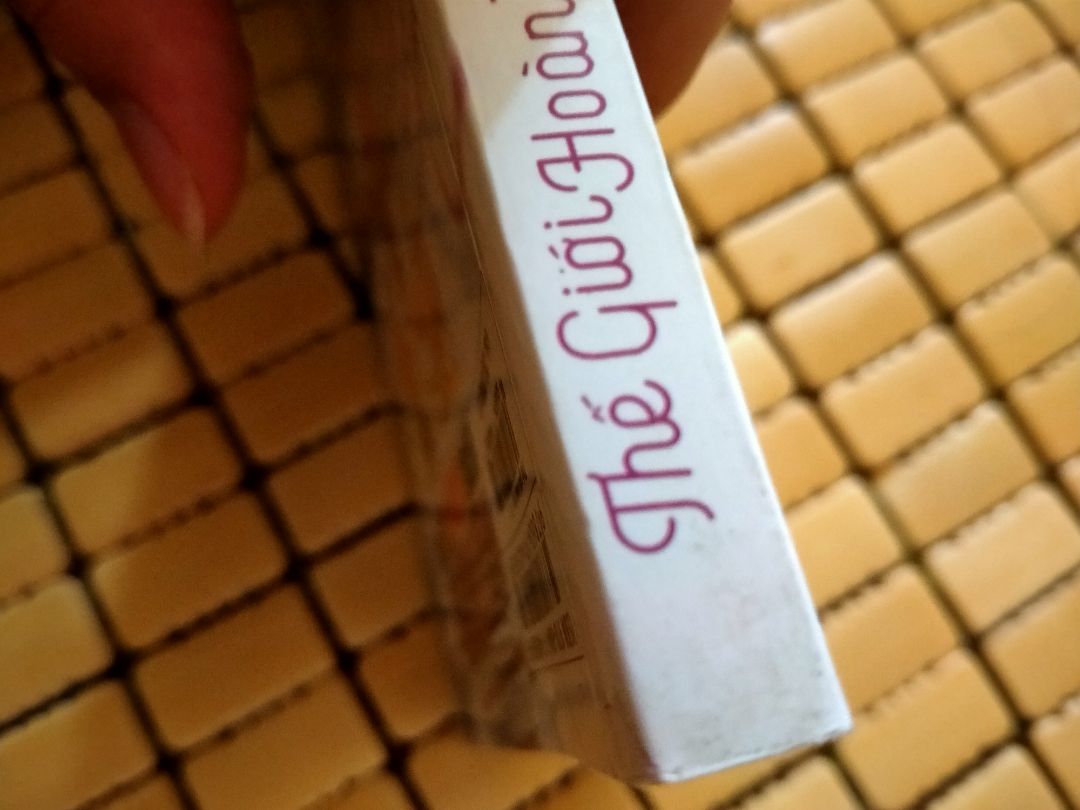 Thế Giới Hoàn